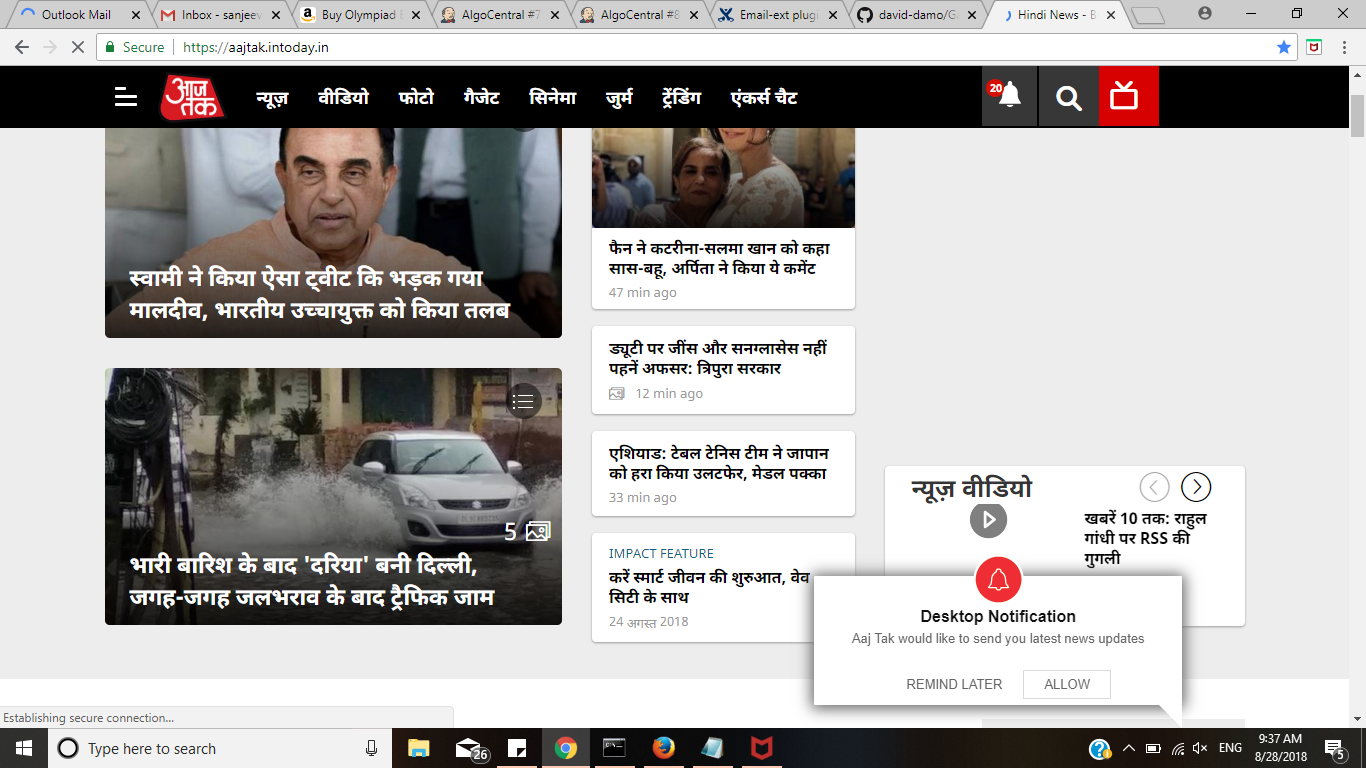 Outlook Mail
Inbox - sanjeev
Buy Olympiad
AlgoCentral #7
AlgoCentral #8
Email-ext plugi
david-damo/Ga
Hindi News - B
Secure
https://aajtak.intoday.in
आज तक
न्यूज़ वीडियो फोटो गैजेट सिनेमा जुर्म ट्रेंडिंग एंकर्स चैट
20
स्वामी ने किया ऐसा ट्वीट कि भड़क गया
मालदीव, भारतीय उच्चायुक्त को किया तलब
5
भारी बारिश के बाद 'दरिया' बनी दिल्ली,
जगह-जगह जलभराव के बाद ट्रैफिक जाम
फैन ने कटरीना-सलमा खान को कहा
सास-बहू, अर्पिता ने किया ये कमेंट
47 min ago
ड्यूटी पर जींस और सनग्लासेस नहीं
पहनें अफसर: त्रिपुरा सरकार
12 min ago
एशियाड: टेबल टेनिस टीम ने जापान
को हरा किया उलटफेर, मेडल पक्का
33 min ago
IMPACT FEATURE
करें स्मार्ट जीवन की शुरुआत, वेव
सिटी के साथ
24 अगस्त 2018
न्यूज़ वीडियो
खबरें 10 तक: राहुल
गांधी पर RSS की
गुगली
Desktop Notification
Aaj Tak would like to send you latest news updates
REMIND LATER ALLOW
Establishing secure connection...
Type here to search
26
ENG
9:37 AM
8/28/2018
5